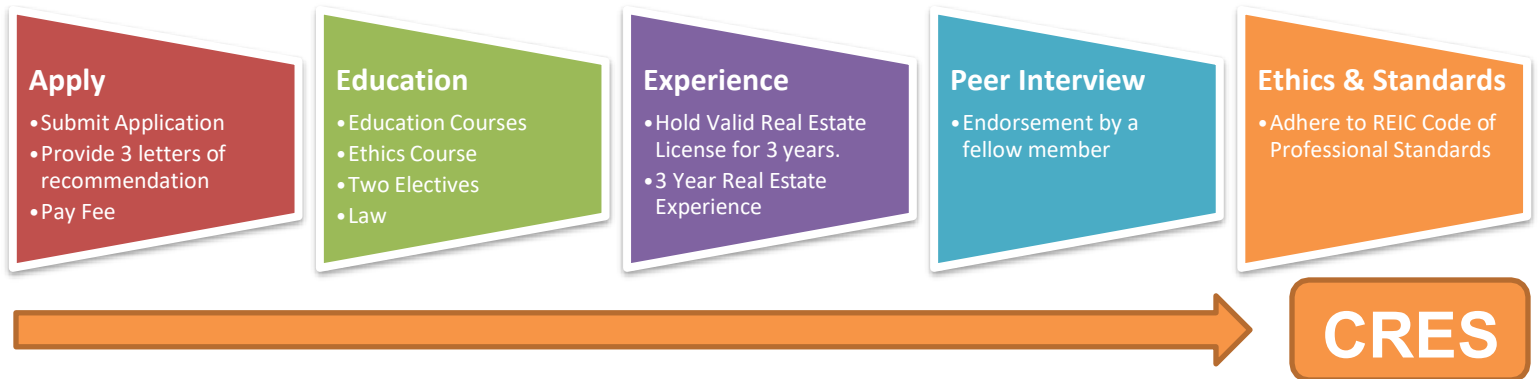 Apply
•Submit Application
•Provide 3 letters of
recommendation
•Pay Fee
Education
•Education Courses
•Ethics Course
•Two Electives
•Law
Experience
•Hold Valid Real Estate
License for 3 years.
•3 Year Real Estate
Experience
Peer Interview
•Endorsement by a
fellow member
Ethics & Standards
•Adhere to REIC Code of
Professional Standards
CRES